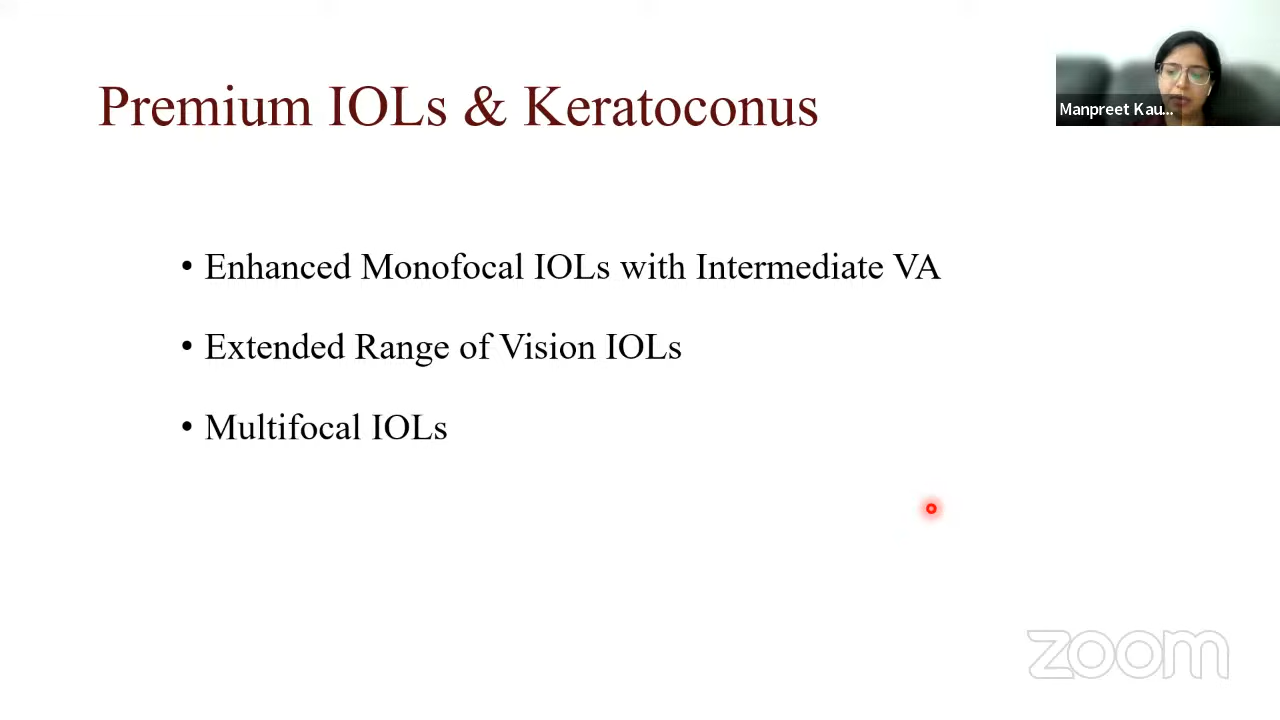 Premium IOLs & Keratoconus
Manpreet Kau...
• Enhanced Monofocal IOLs with Intermediate VA
• Extended Range of Vision IOLs
• Multifocal IOLs
zoom